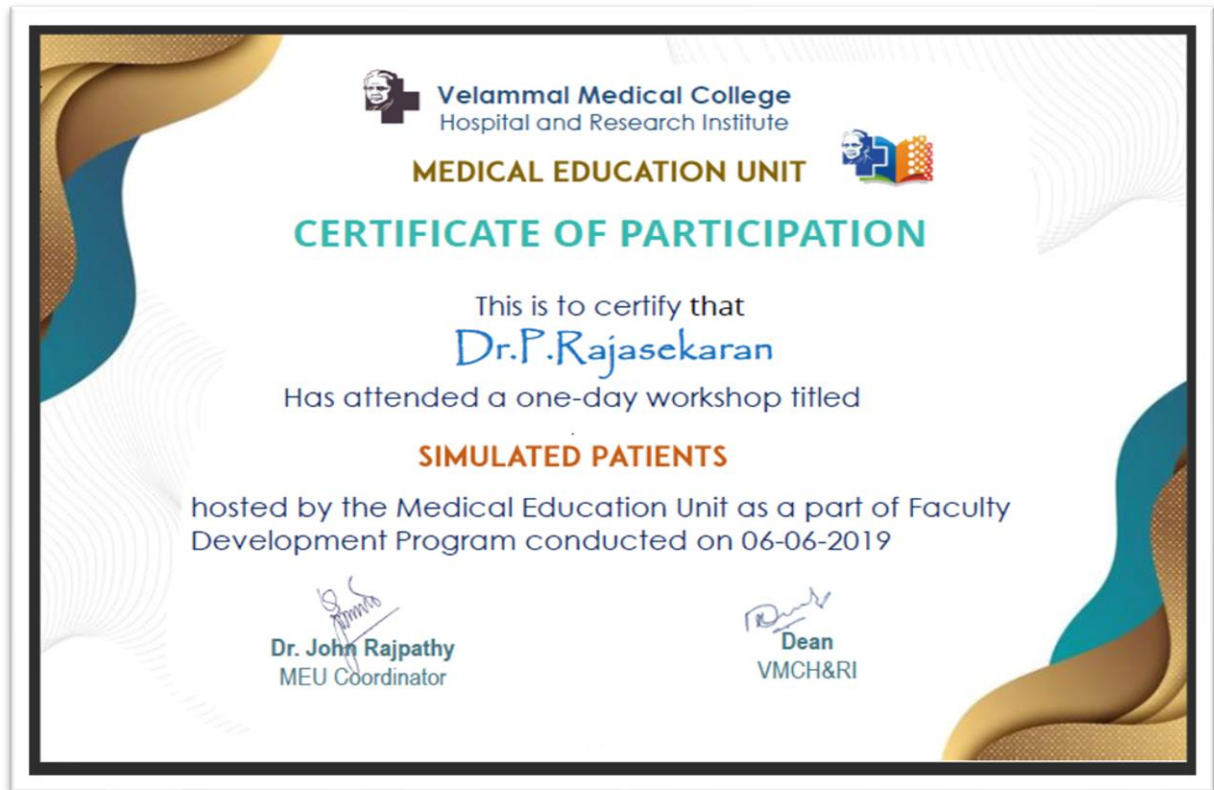 Velammal Medical College
Hospital and Research Institute
MEDICAL EDUCATION UNIT
CERTIFICATE OF PARTICIPATION
This is to certify that
Dr.P.Rajasekaran
Has attended a one-day workshop titled
SIMULATED PATIENTS
hosted by the Medical Education Unit as a part of Faculty
Development Program conducted on 06-06-2019
Dr. John Rajpathy
MEU Coordinator
Dean
VMCH&RI